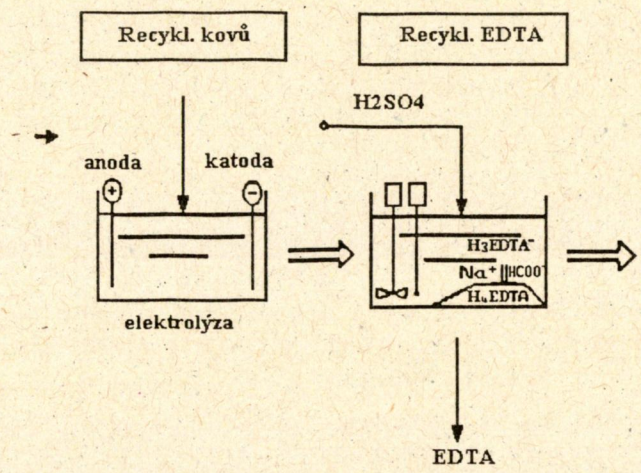 Recykl. kovů
Recykl. EDTA
H2SO4
anoda
katoda
+
−
H₃EDTA⁻
Na⁺ HCOO⁻
H₄EDTA
elektrolýza
EDTA